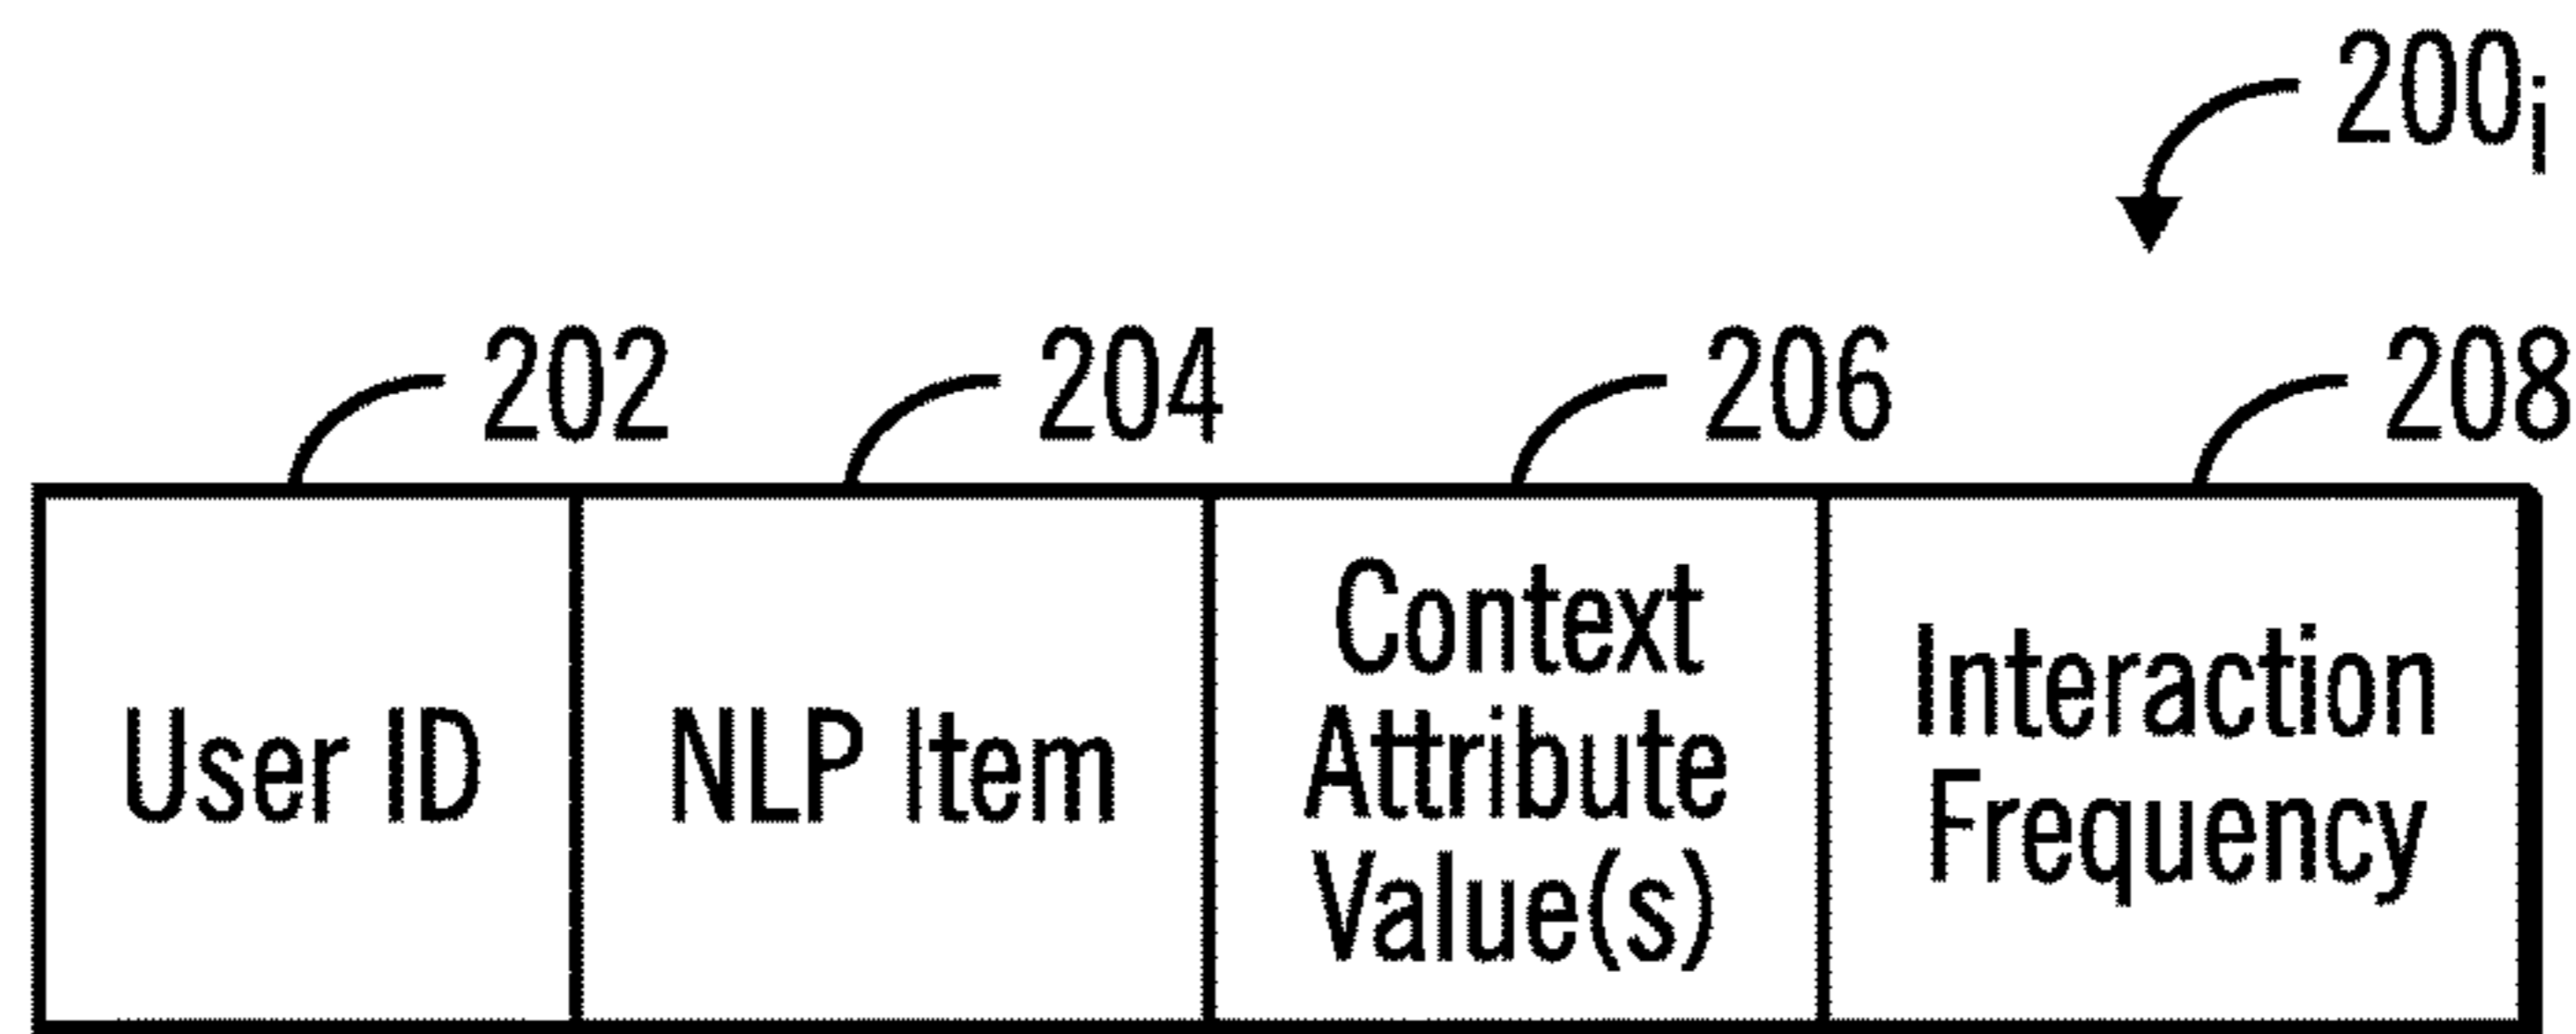 200i
202 204 206 208
User ID
NLP Item
Context
Attribute
Value(s)
Interaction
Frequency